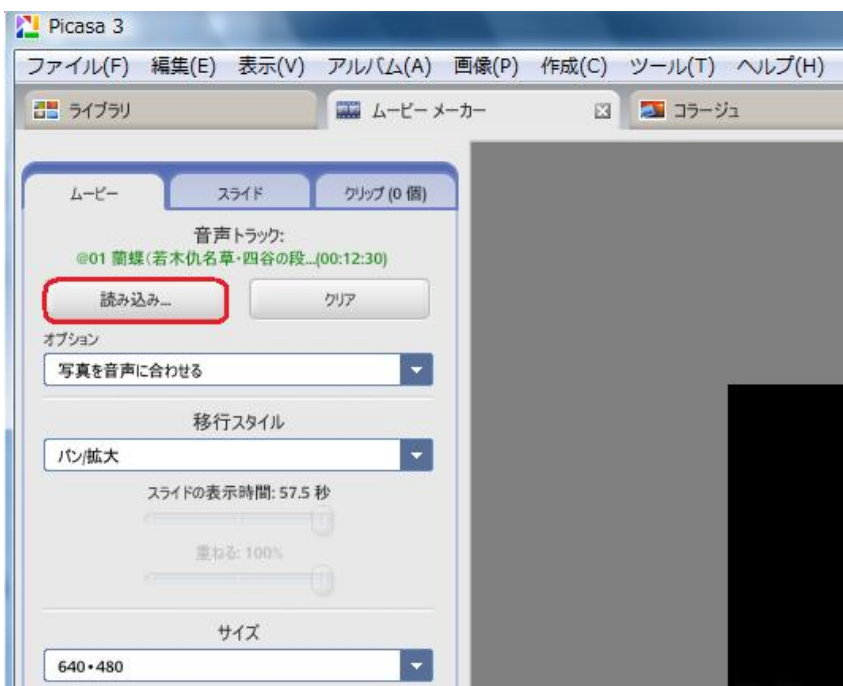 Picasa 3
ファイル(F) 編集(E) 表示(V) アルバム(A) 画像(P) 作成(C) ツール(T) ヘルプ(H)
ライブラリ ムービー メーカー コラージュ
ムービー スライド クリップ (0 個)
音声トラック:
@01 蘭蝶(若木仇名草・四谷の段...(00:12:30)
読み込み... クリア
オプション
写真を音声に合わせる
移行スタイル
パン/拡大
スライドの表示時間: 57.5 秒
重ねる: 100%
サイズ
640・480